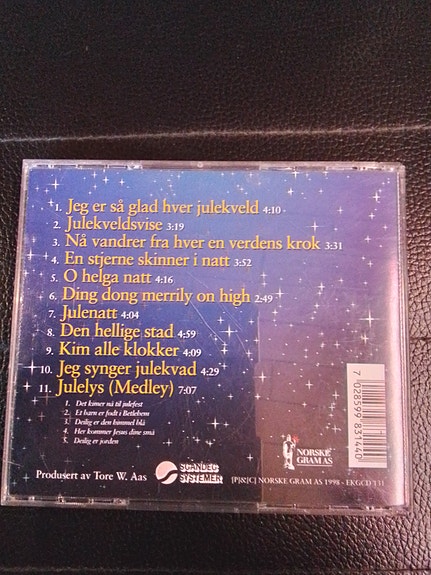 1. Jeg er så glad hver julekveld 4:10
2. Julekveldsvise 3:19
3. Nå vandrer fra hver en verdens krok 3:31
4. En stjerne skinner i natt 3:52
5. O helga natt 4:16
6. Ding dong merrily on high 2:49
7. Julenatt 4:04
8. Den hellige stad 4:59
9. Kim alle klokker 4:09
10. Jeg synger julekvad 4:29
11. Julelys (Medley) 7:07
1. Det kimer nå til julefest
2. Et barn er født i Betlehem
3. Deilig er den himmel blå
4. Her kommer Jesus dine små
5. Deilig er jorden
7 028599 831440
Produsert av Tore W. Aas
SCANDEC
SYSTEMER
NORSKE
GRAM AS
[P]&[C] NORSKE GRAM AS 1998 - EKGCD 131